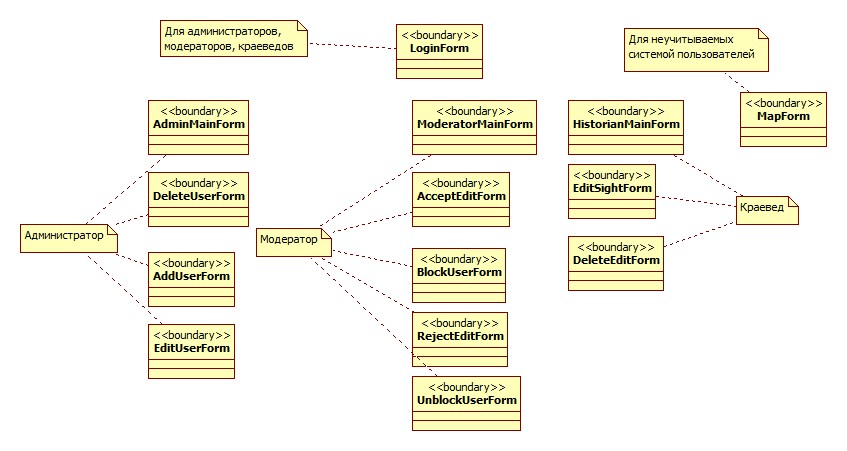 Для администраторов,
модераторов, краеведов
<<boundary>>
LoginForm
Для неучитываемых
системой пользователей
<<boundary>>
MapForm
<<boundary>>
AdminMainForm
<<boundary>>
DeleteUserForm
Администратор
<<boundary>>
AddUserForm
<<boundary>>
EditUserForm
<<boundary>>
ModeratorMainForm
<<boundary>>
AcceptEditForm
Модератор
<<boundary>>
BlockUserForm
<<boundary>>
RejectEditForm
<<boundary>>
UnblockUserForm
<<boundary>>
HistorianMainForm
<<boundary>>
EditSightForm
Краевед
<<boundary>>
DeleteEditForm